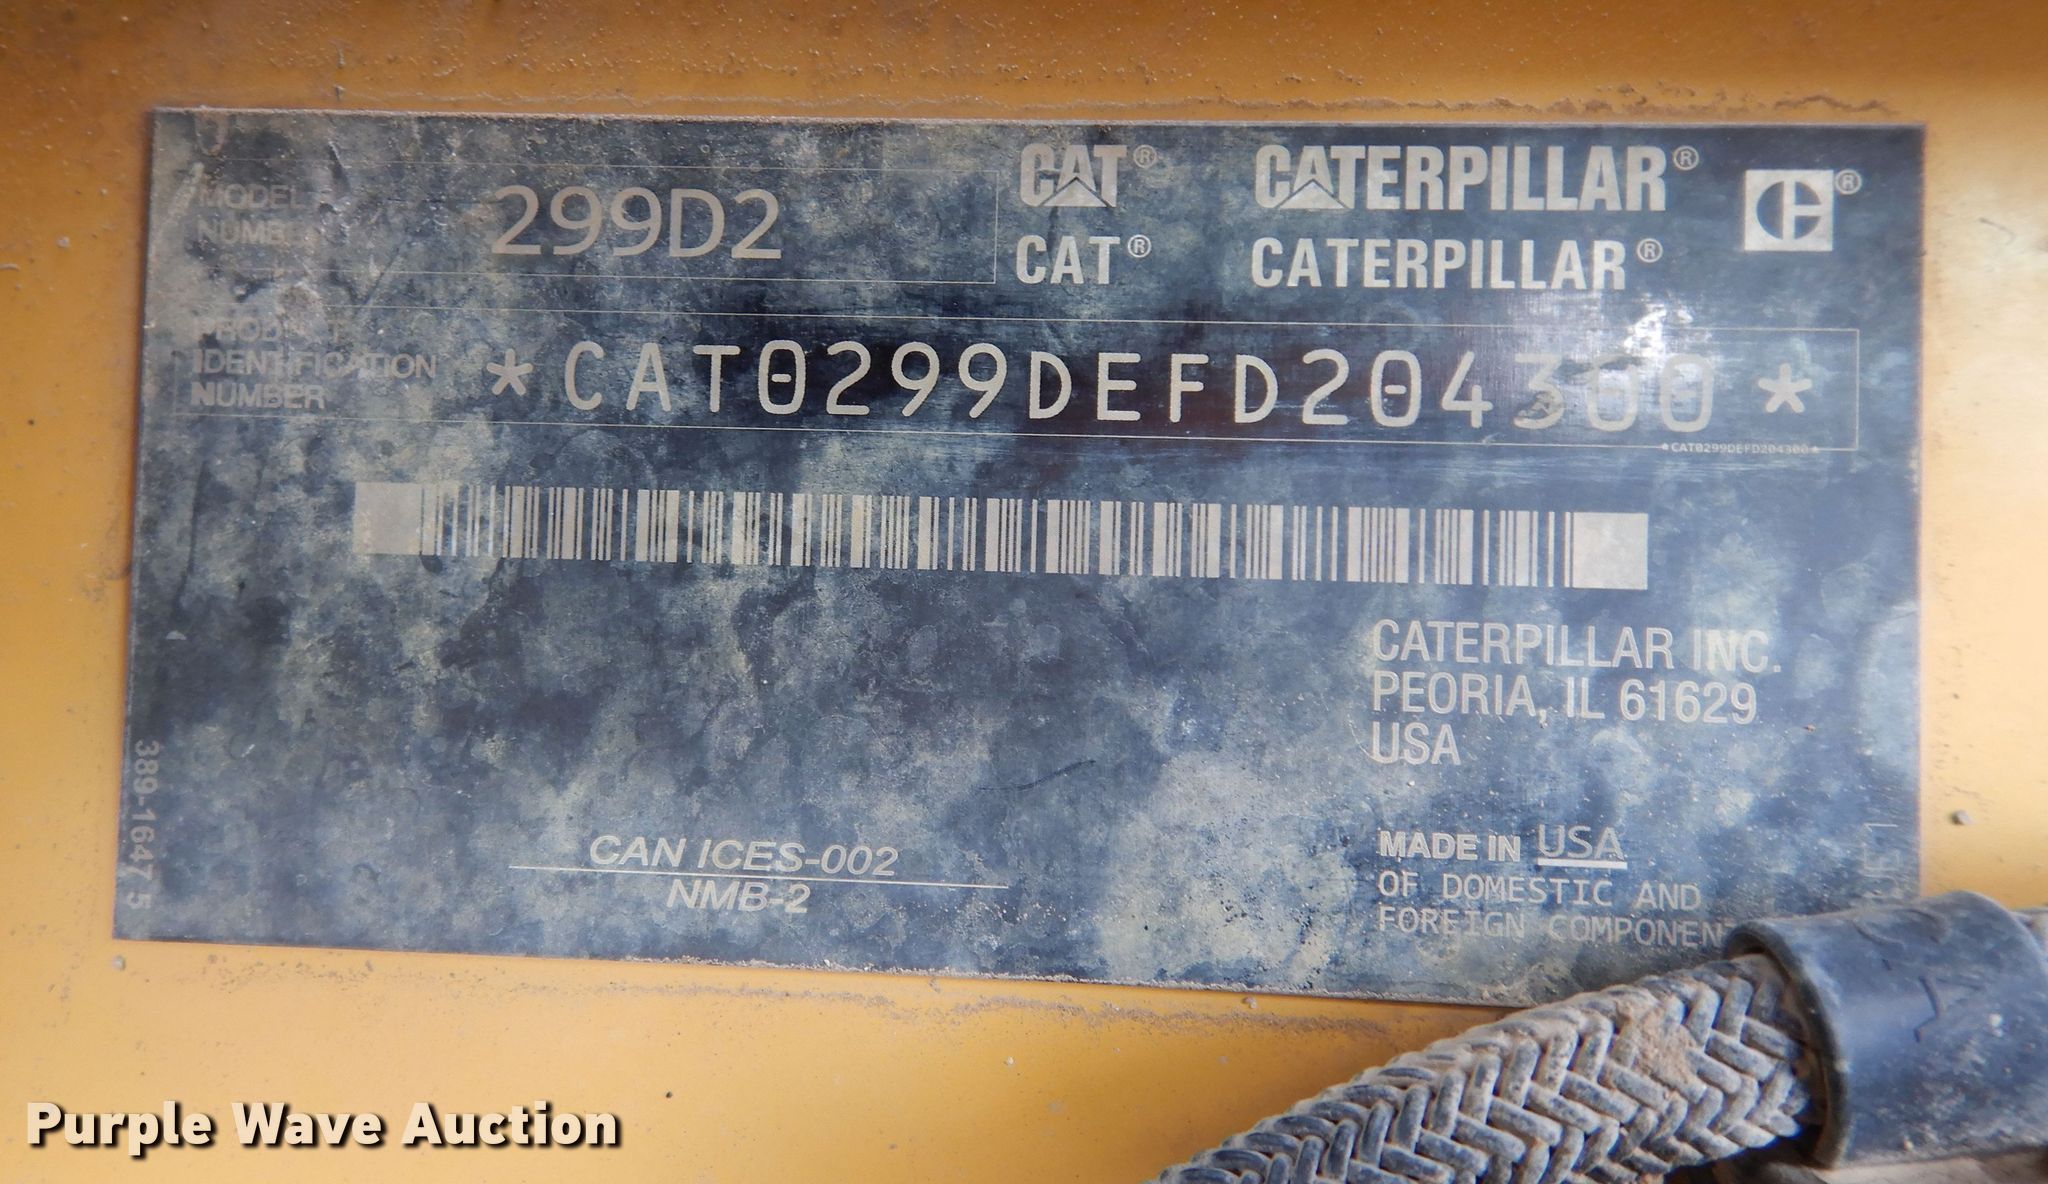 MODEL
NUMBER
299D2
CAT® CATERPILLAR®
CAT® CATERPILLAR®
PRODUCT
IDENTIFICATION
NUMBER
*CAT0299DEFD204300*
*CAT0299DEFD204300*
CATERPILLAR INC.
PEORIA, IL 61629
USA
389-1647 5
CAN ICES-002
NMB-2
MADE IN USA
OF DOMESTIC AND
FOREIGN COMPONENT
Purple Wave Auction